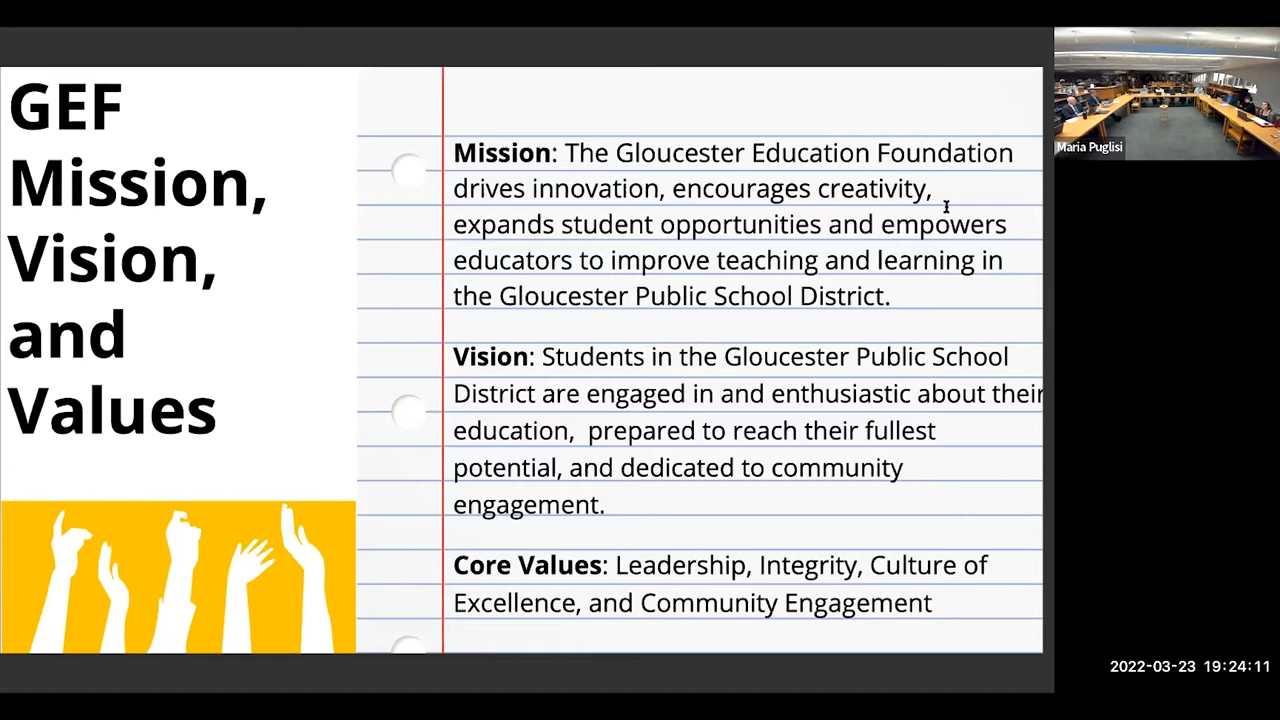 GEF
Mission,
Vision,
and
Values
Mission: The Gloucester Education Foundation
drives innovation, encourages creativity,
expands student opportunities and empowers
educators to improve teaching and learning in
the Gloucester Public School District.
Vision: Students in the Gloucester Public School
District are engaged in and enthusiastic about their
education,  prepared to reach their fullest
potential, and dedicated to community
engagement.
Core Values: Leadership, Integrity, Culture of
Excellence, and Community Engagement
Maria Puglisi
2022-03-23 19:24:11